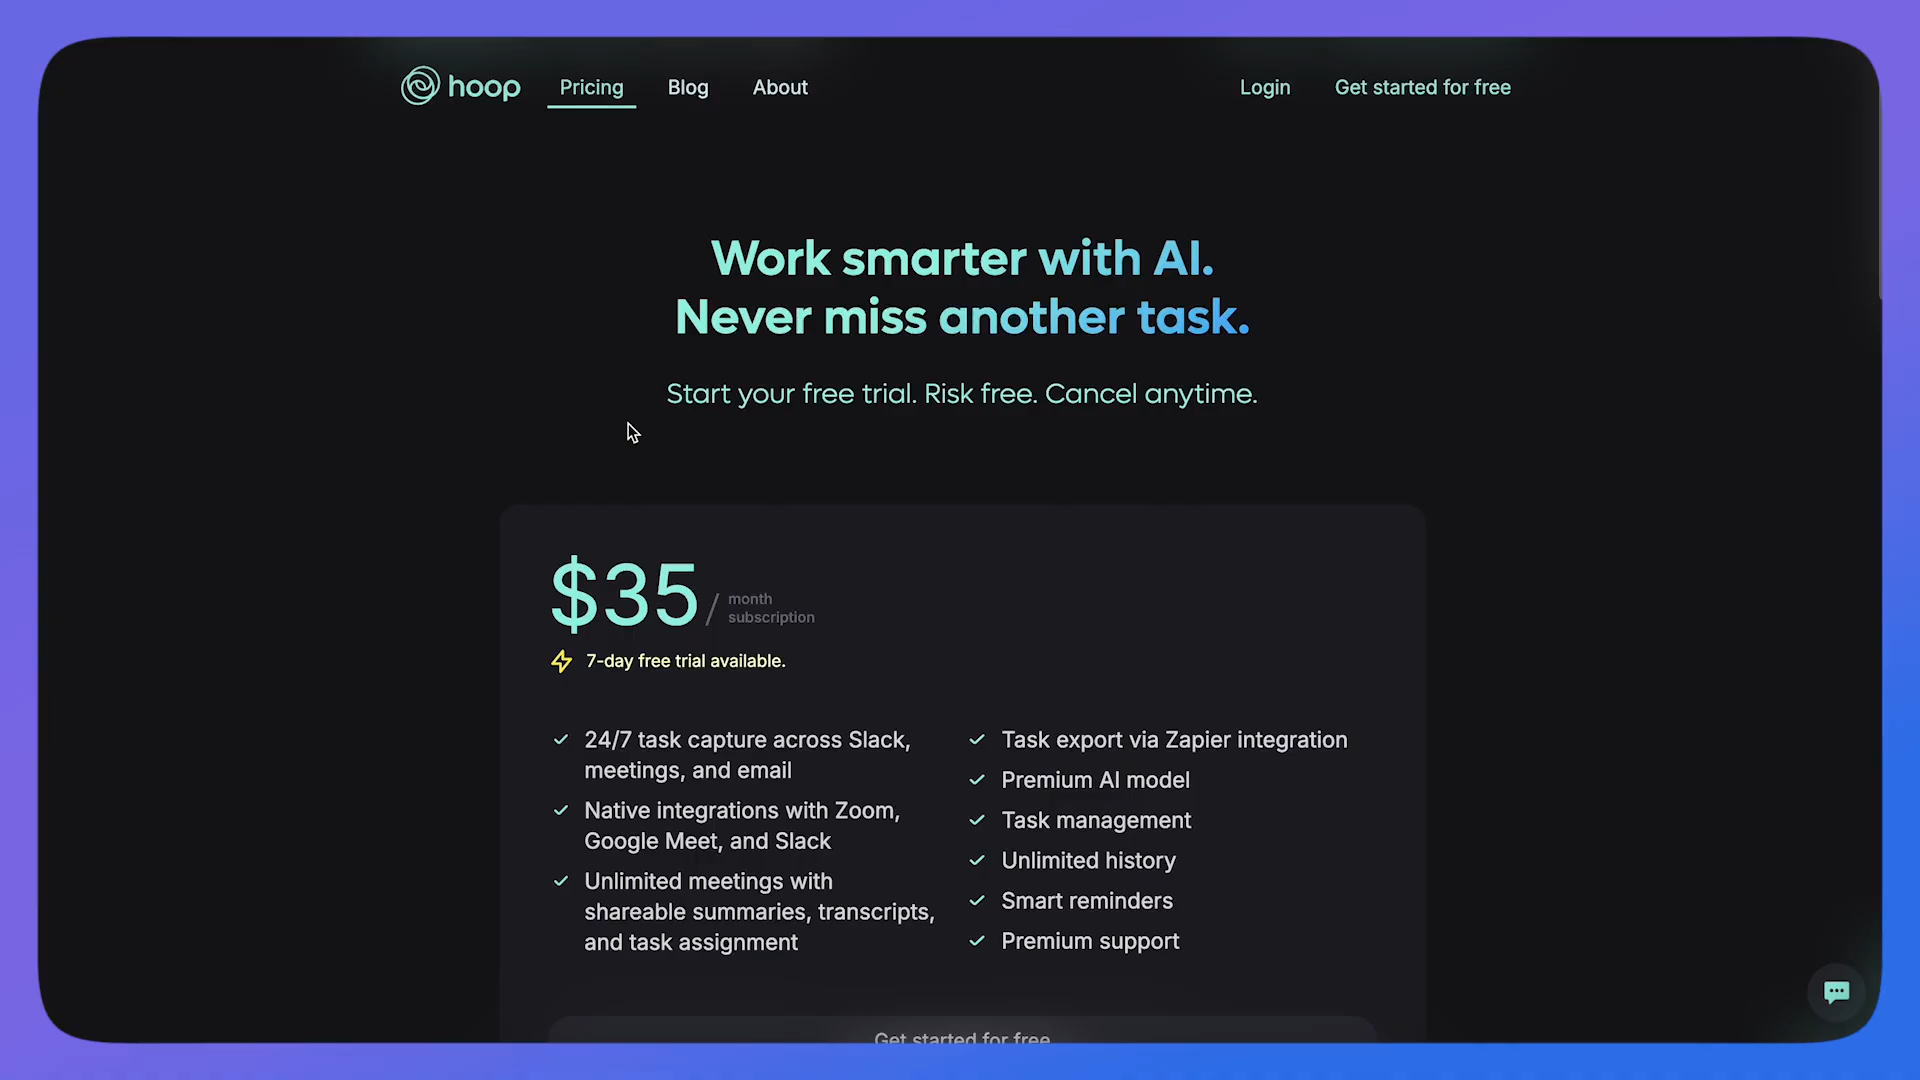 hoop
Pricing
Blog
About
Login
Get started for free
Work smarter with AI.
Never miss another task.
Start your free trial. Risk free. Cancel anytime.
$35
/
month
subscription
7-day free trial available.
24/7 task capture across Slack,
meetings, and email
Native integrations with Zoom,
Google Meet, and Slack
Unlimited meetings with
shareable summaries, transcripts,
and task assignment
Task export via Zapier integration
Premium AI model
Task management
Unlimited history
Smart reminders
Premium support
Get started for free